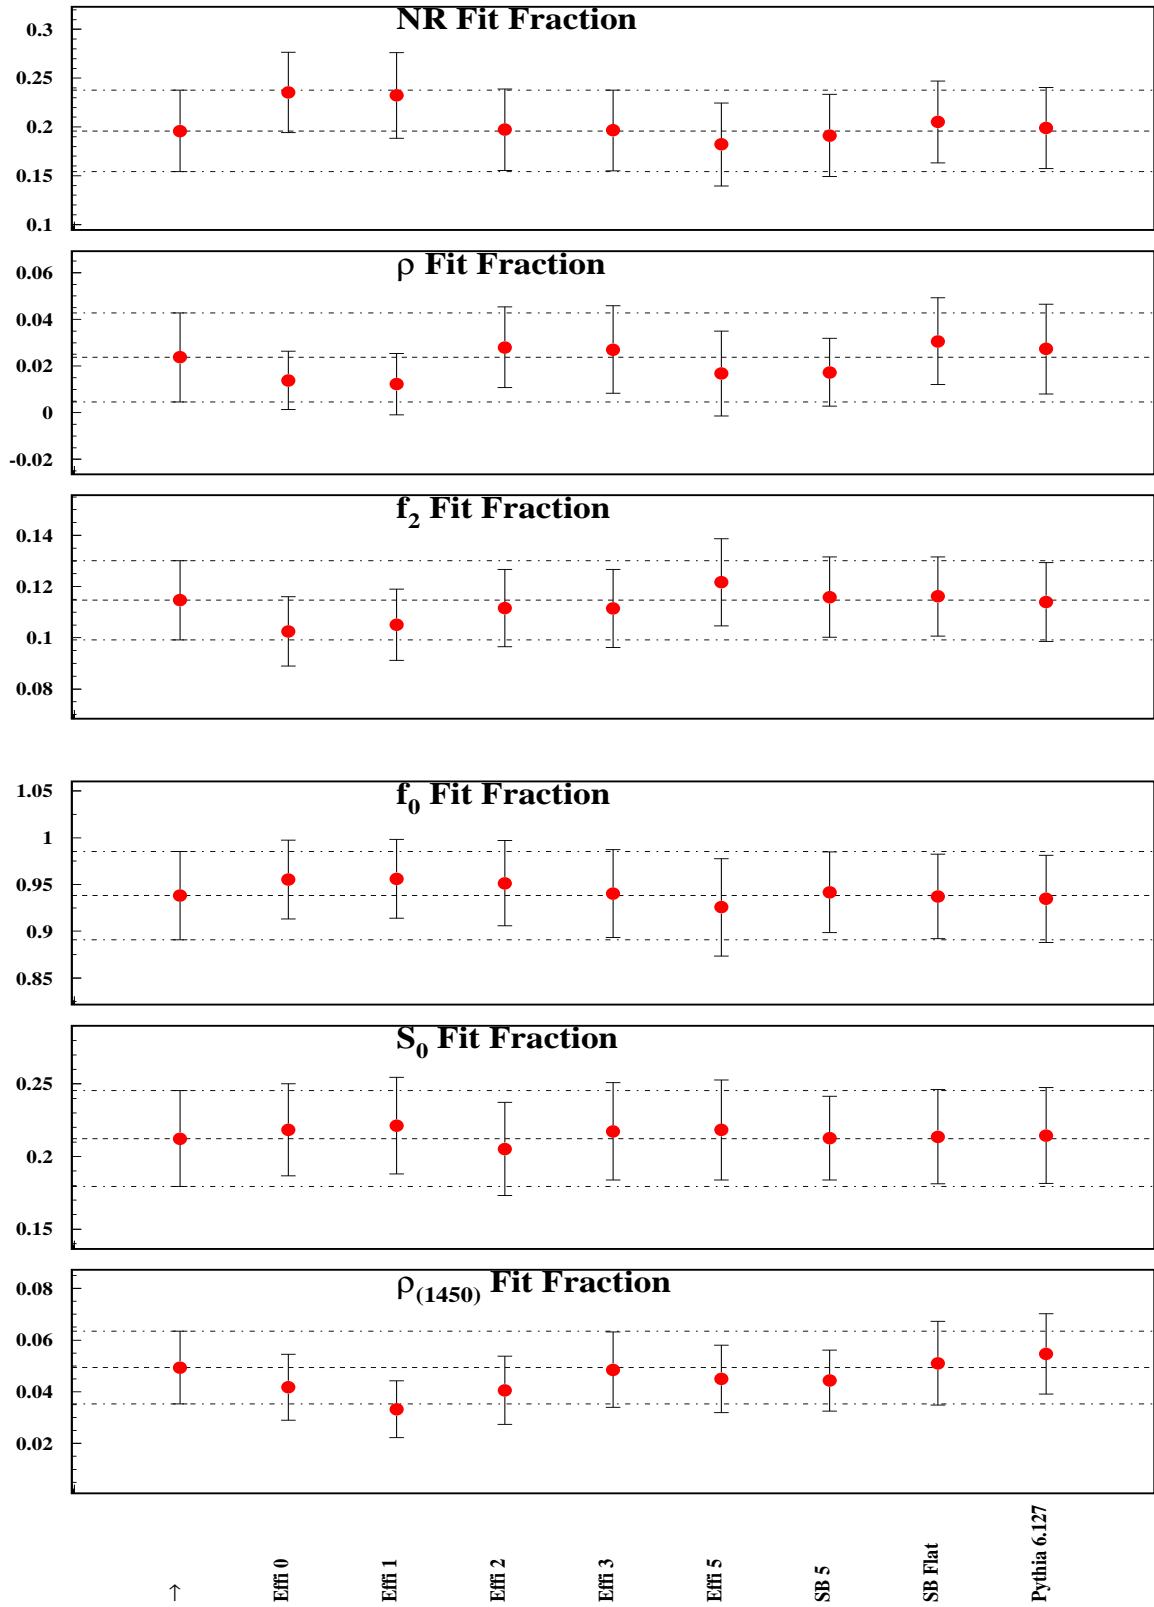 NR Fit Fraction
0.3
0.25
0.2
0.15
0.1
ρ Fit Fraction
0.06
0.04
0.02
0
-0.02
f2 Fit Fraction
0.14
0.12
0.1
0.08
f0 Fit Fraction
1.05
1
0.95
0.9
0.85
S0 Fit Fraction
0.25
0.2
0.15
ρ(1450) Fit Fraction
0.08
0.06
0.04
0.02
→
Effi 0
Effi 1
Effi 2
Effi 3
Effi 5
SB 5
SB Flat
Pythia 6.127